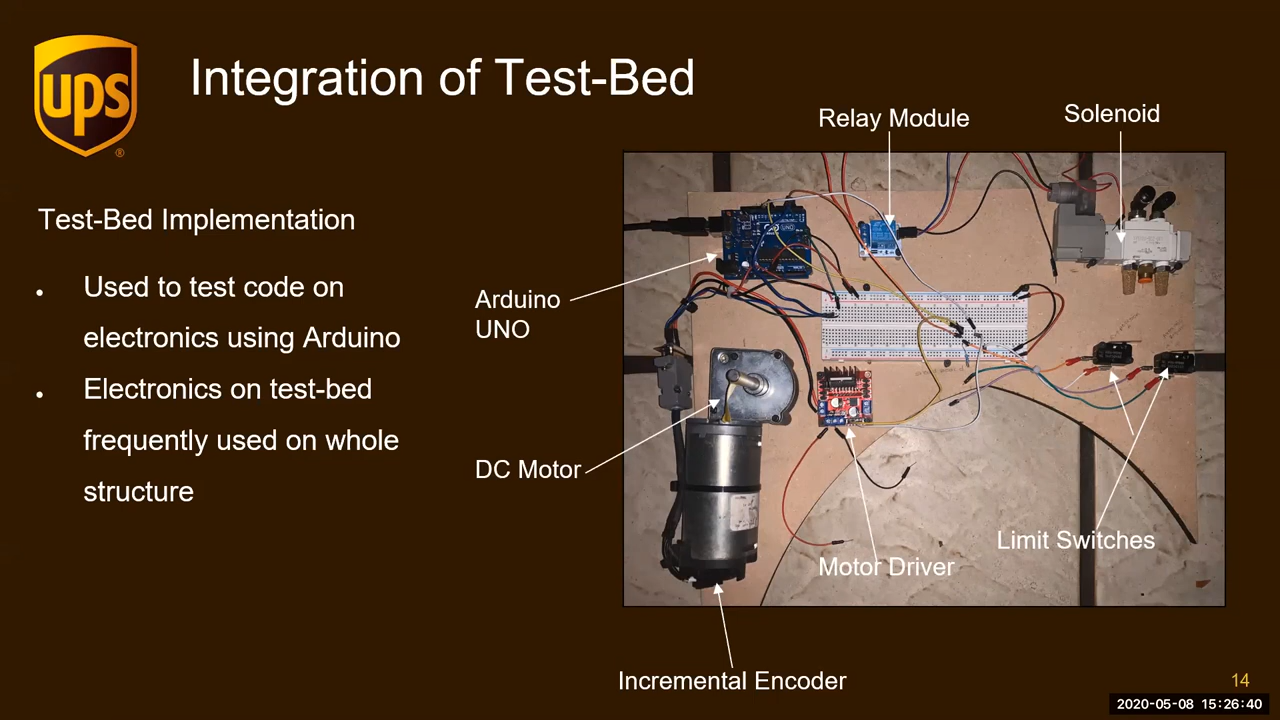 ups
®
Integration of Test-Bed
Relay Module
Solenoid
Test-Bed Implementation
• Used to test code on
electronics using Arduino
• Electronics on test-bed
frequently used on whole
structure
Arduino
UNO
DC Motor
Limit Switches
Motor Driver
Incremental Encoder
14
2020-05-08 15:26:40